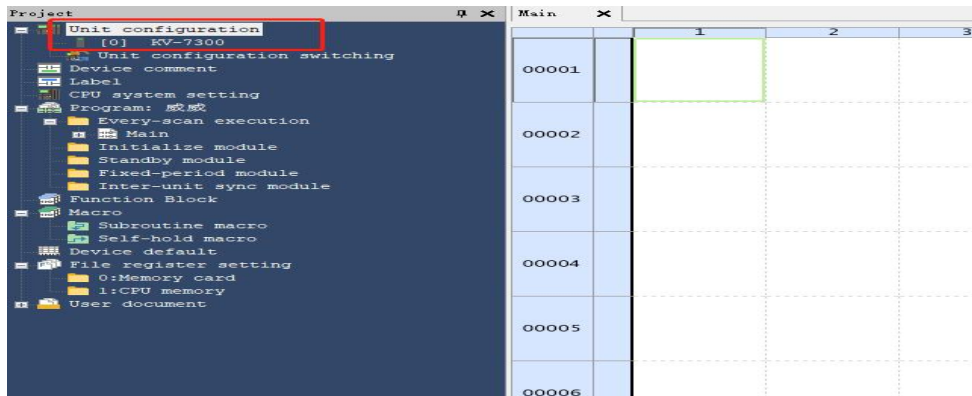 Project
Unit configuration
[0] KV-7300
Unit configuration switching
Device comment
Label
CPU system setting
Program: 威威
Every-scan execution
Main
Initialize module
Standby module
Fixed-period module
Inter-unit sync module
Function Block
Macro
Subroutine macro
Self-hold macro
Device default
File register setting
0:Memory card
1:CPU memory
User document
Main
1 2 3
00001
00002
00003
00004
00005
00006